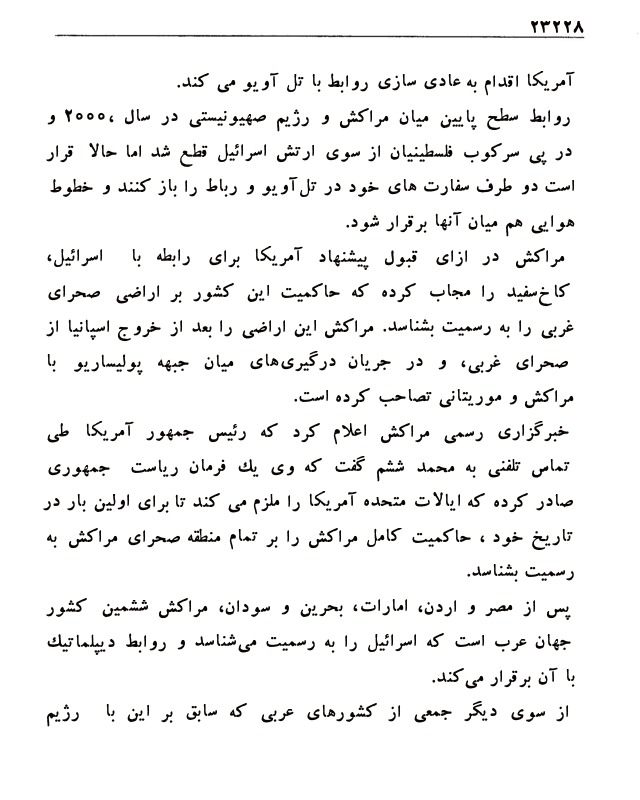 ۲۳۲۲۸
آمریکا اقدام به عادی سازی روابط با تل آویو می کند.
روابط سطح پایین میان مراکش و رژیم صهیونیستی در سال ،۲۰۰۰ و
در پی سرکوب فلسطینیان از سوی ارتش اسرائیل قطع شد اما حالا قرار
است دو طرف سفارت های خود در تل‌آویو و رباط را باز کنند و خطوط
هوایی هم میان آنها برقرار شود.
مراکش در ازای قبول پیشنهاد آمریکا برای رابطه با اسرائیل،
کاخ‌سفید را مجاب کرده که حاکمیت این کشور بر اراضی صحرای
غربی را به رسمیت بشناسد. مراکش این اراضی را بعد از خروج اسپانیا از
صحرای غربی، و در جریان درگیری‌های میان جبهه پولیساریو با
مراکش و موریتانی تصاحب کرده است.
خبرگزاری رسمی مراکش اعلام کرد که رئیس جمهور آمریکا طی
تماس تلفنی به محمد ششم گفت که وی یك فرمان ریاست جمهوری
صادر کرده که ایالات متحده آمریکا را ملزم می کند تا برای اولین بار در
تاریخ خود ، حاکمیت کامل مراکش را بر تمام منطقه صحرای مراکش به
رسمیت بشناسد.
پس از مصر و اردن، امارات، بحرین و سودان، مراکش ششمین کشور
جهان عرب است که اسرائیل را به رسمیت می‌شناسد و روابط دیپلماتیك
با آن برقرار می‌کند.
از سوی دیگر جمعی از کشورهای عربی که سابق بر این با رژیم